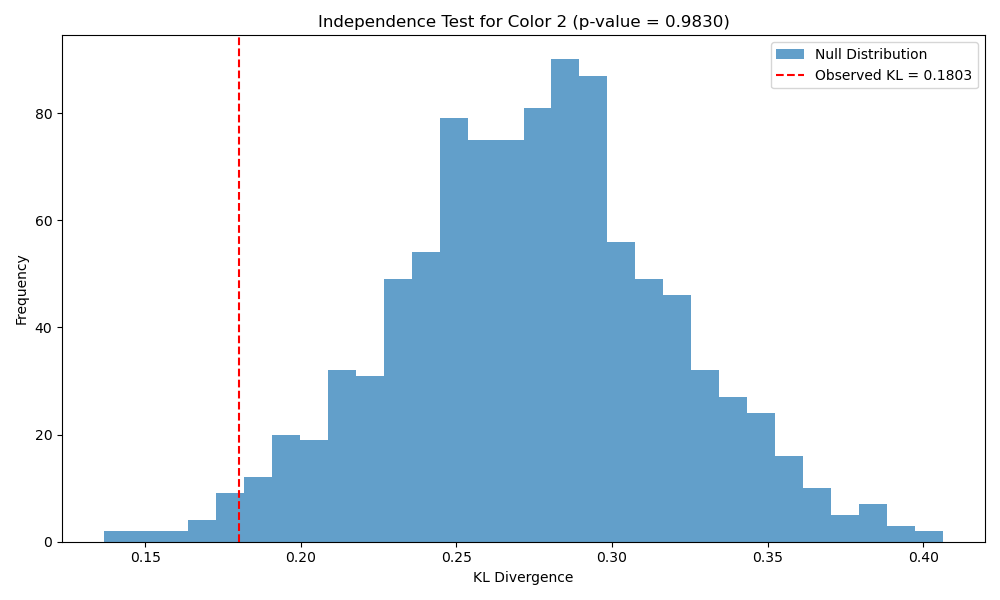 Independence Test for Color 2 (p-value = 0.9830)
Null Distribution
Observed KL = 0.1803
Frequency
80
60
40
20
0
0.15 0.20 0.25 0.30 0.35 0.40
KL Divergence